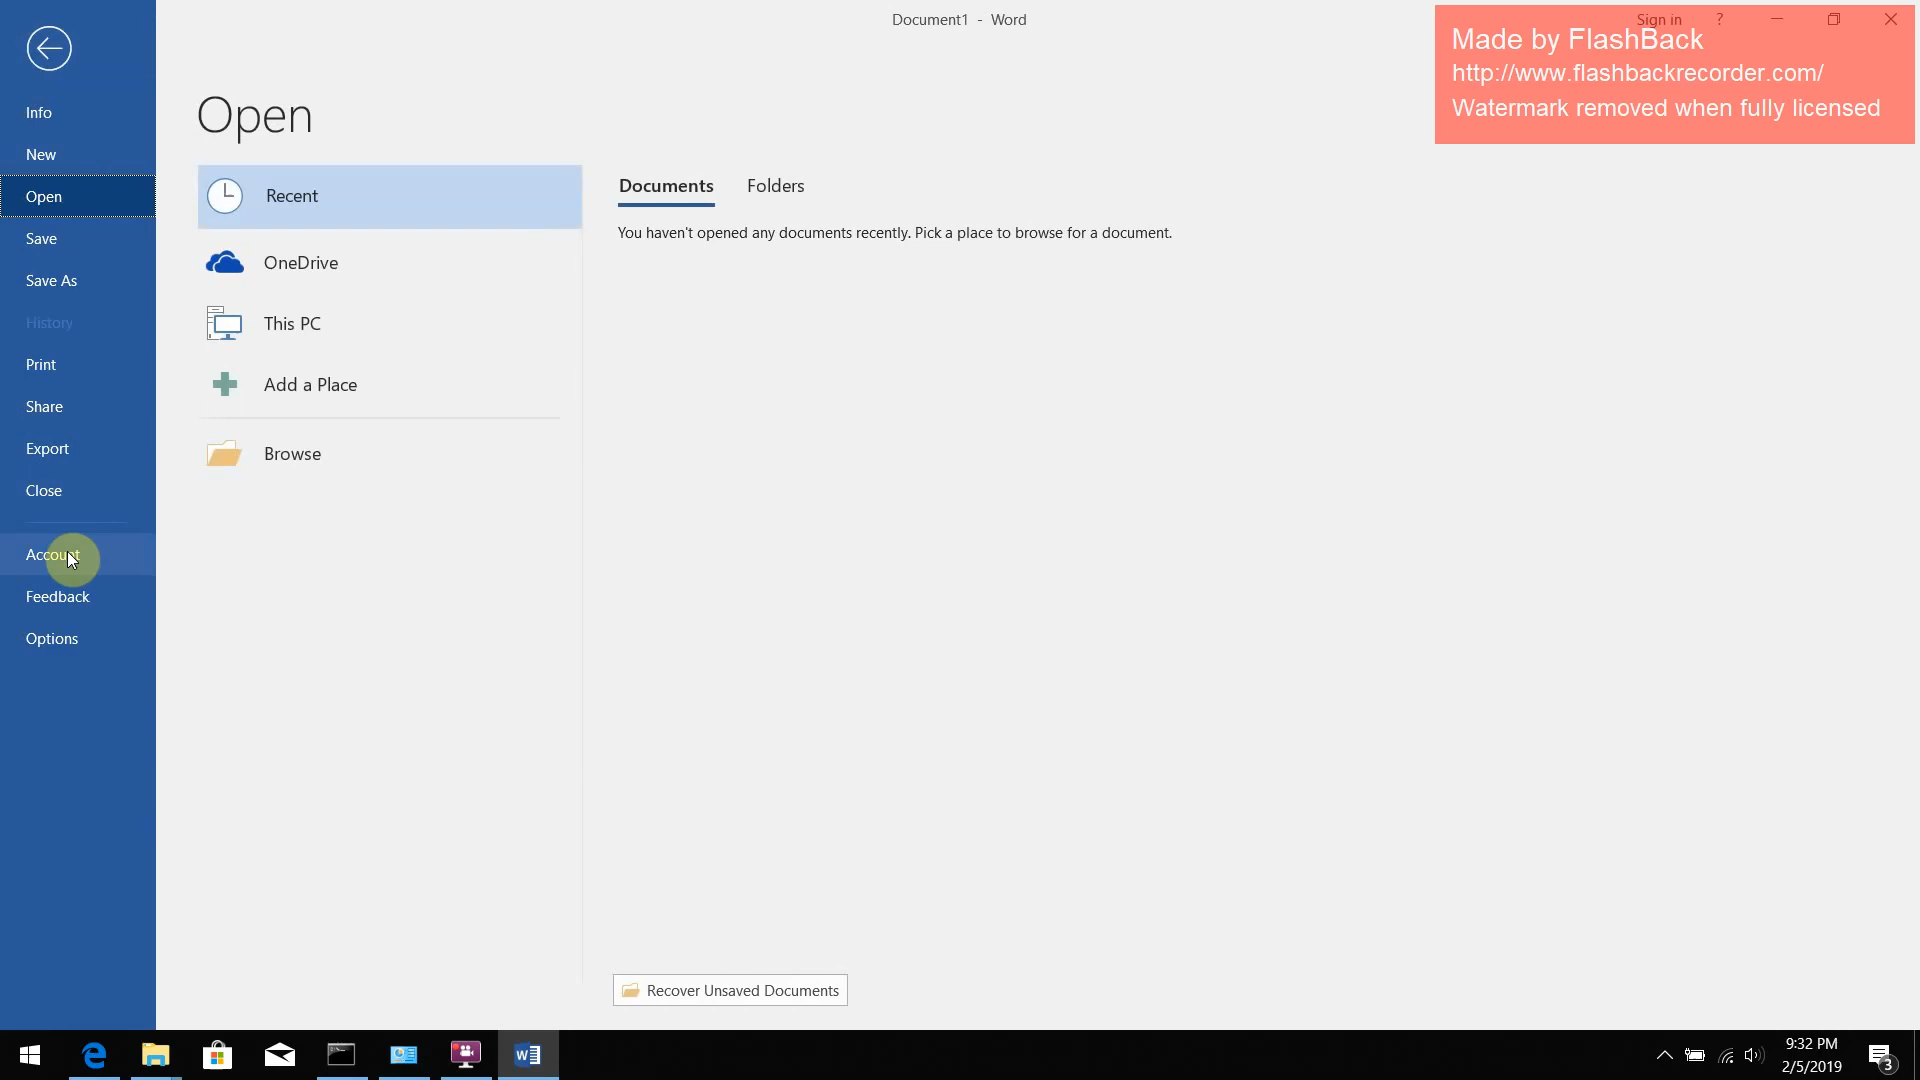 Document1 - Word
Sign in ?
Made by FlashBack
http://www.flashbackrecorder.com/
Watermark removed when fully licensed
Info
New
Open
Save
Save As
History
Print
Share
Export
Close
Account
Feedback
Options
Open
Recent
OneDrive
This PC
Add a Place
Browse
Documents
Folders
You haven't opened any documents recently. Pick a place to browse for a document.
Recover Unsaved Documents
9:32 PM
2/5/2019
3